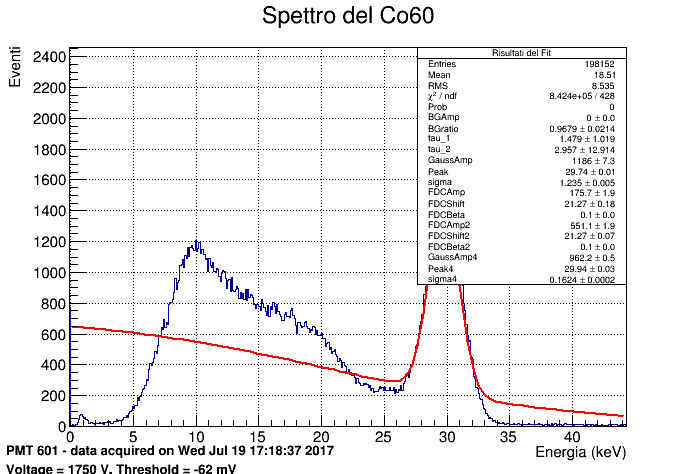 Spettro del Co60
Eventi
2400
2200
2000
1800
1600
1400
1200
1000
800
600
400
200
0
Risultati del Fit
Entries 198152
Mean 18.51
RMS 8.535
χ² / ndf 8.424e+05 / 428
Prob 0
BGAmp 0 ± 0.0
BGratio 0.9679 ± 0.0214
tau_1 1.479 ± 1.019
tau_2 2.957 ± 12.914
GaussAmp 1186 ± 7.3
Peak 29.74 ± 0.01
sigma 1.235 ± 0.005
FDCAmp 175.7 ± 1.9
FDCShift 21.27 ± 0.18
FDCBeta 0.1 ± 0.0
FDCAmp2 551.1 ± 1.9
FDCShift2 21.27 ± 0.07
FDCBeta2 0.1 ± 0.0
GaussAmp4 962.2 ± 0.5
Peak4 29.94 ± 0.03
sigma4 0.1624 ± 0.0002
0 5 10 15 20 25 30 35 40
Energia (keV)
PMT 601 - data acquired on Wed Jul 19 17:18:37 2017
Voltage = 1750 V, Threshold = -62 mV